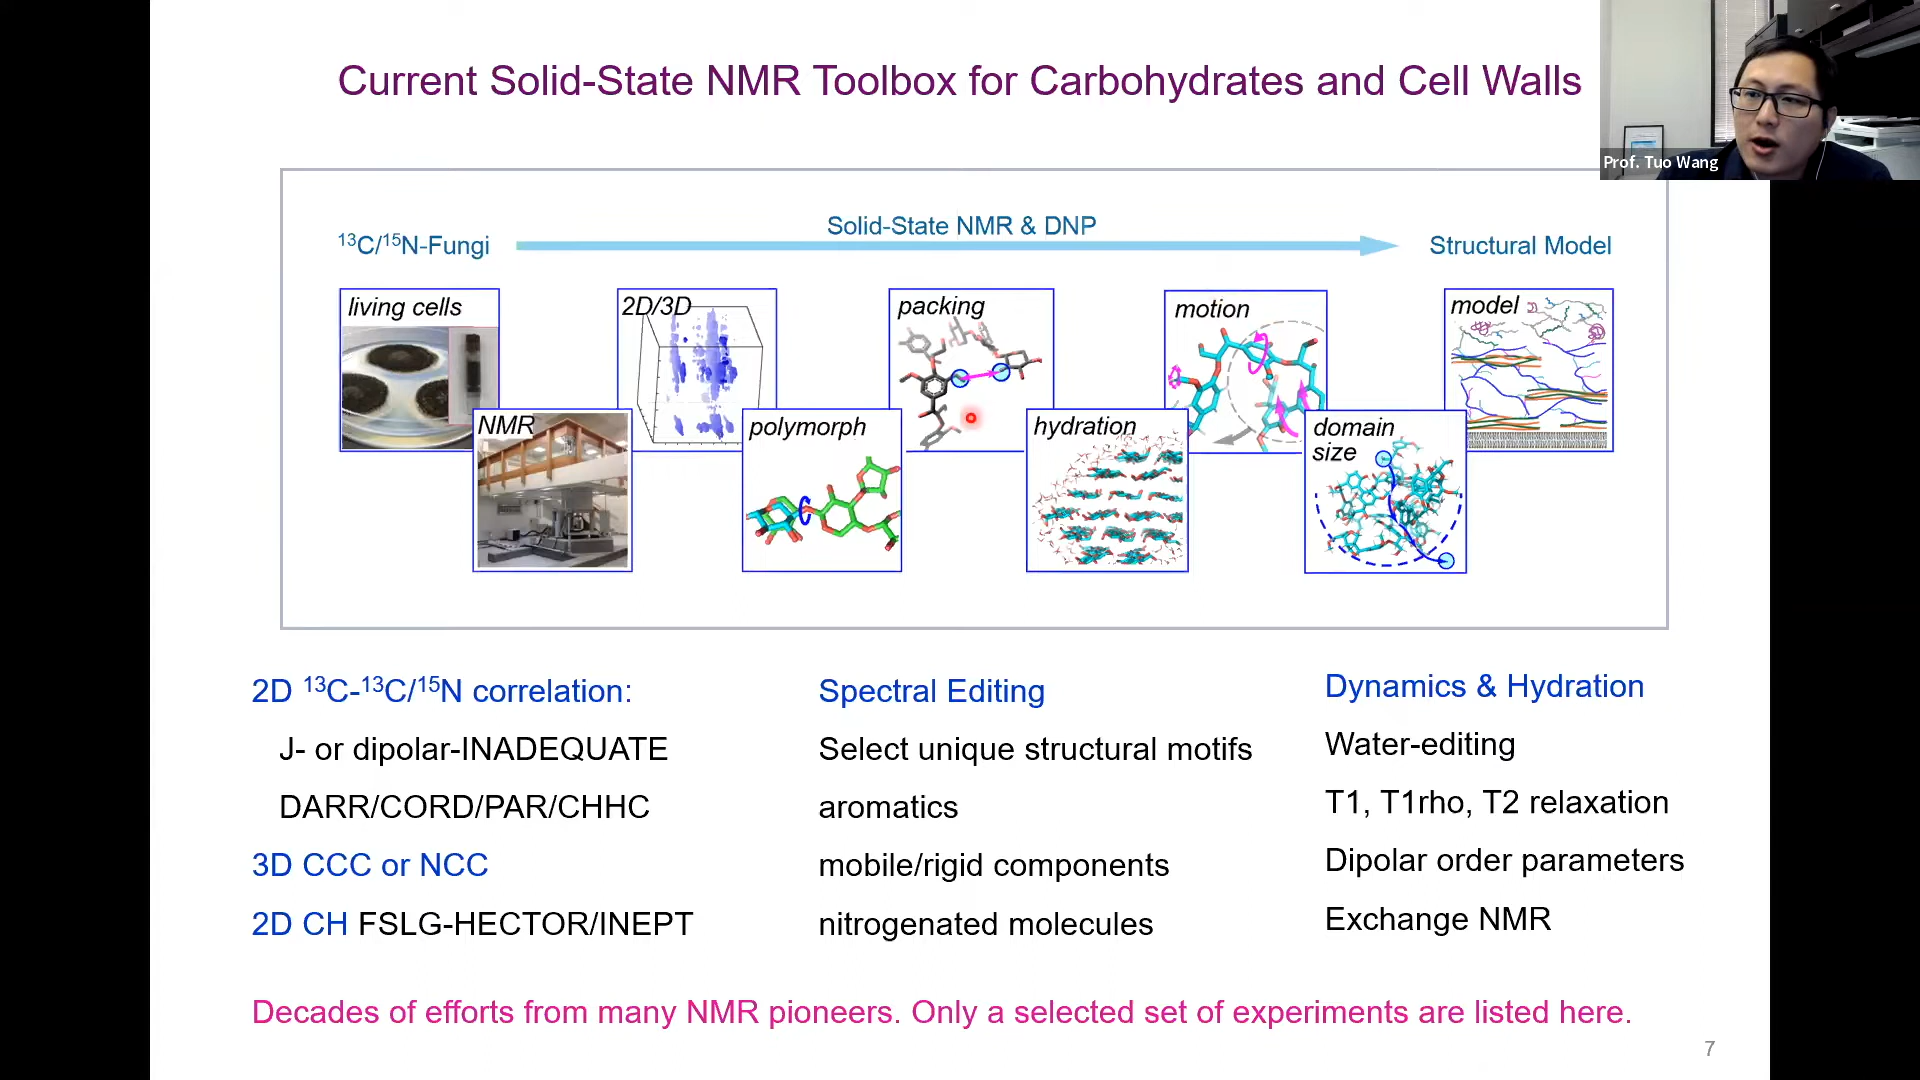 Current Solid-State NMR Toolbox for Carbohydrates and Cell Walls
Prof. Tuo Wang
Solid-State NMR & DNP
¹³C/¹⁵N-Fungi
Structural Model
living cells
2D/3D
packing
motion
model
NMR
polymorph
hydration
domain
size
2D ¹³C-¹³C/¹⁵N correlation:
J- or dipolar-INADEQUATE
DARR/CORD/PAR/CHHC
3D CCC or NCC
2D CH FSLG-HECTOR/INEPT
Spectral Editing
Select unique structural motifs
aromatics
mobile/rigid components
nitrogenated molecules
Dynamics & Hydration
Water-editing
T1, T1rho, T2 relaxation
Dipolar order parameters
Exchange NMR
Decades of efforts from many NMR pioneers. Only a selected set of experiments are listed here.
7